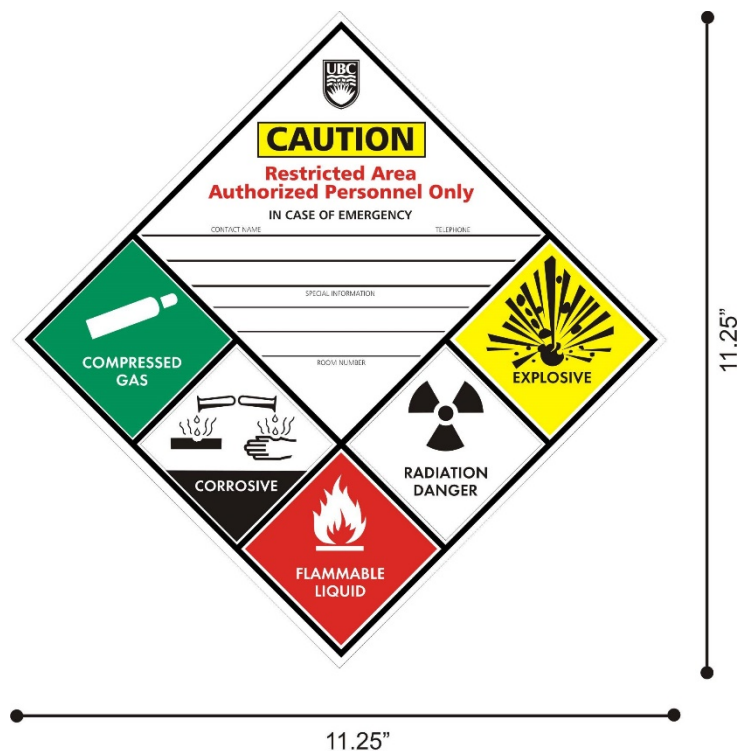 UBC
CAUTION
Restricted Area
Authorized Personnel Only
IN CASE OF EMERGENCY
CONTACT NAME TELEPHONE
SPECIAL INFORMATION
ROOM NUMBER
COMPRESSED
GAS
EXPLOSIVE
CORROSIVE
RADIATION
DANGER
FLAMMABLE
LIQUID
11.25”
11.25”